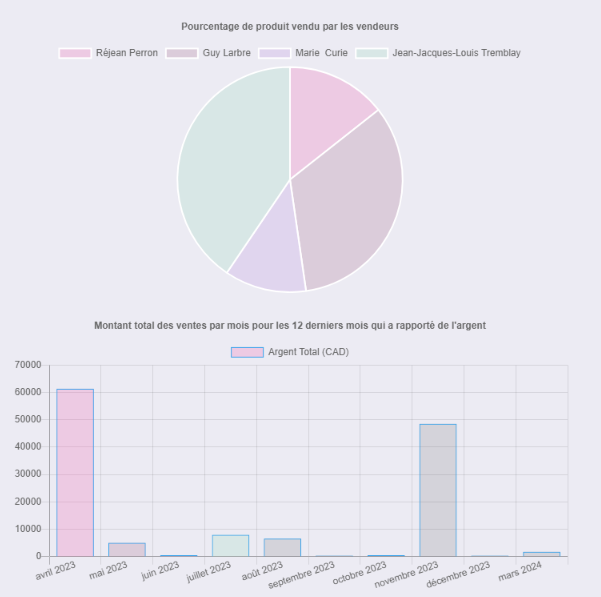 Pourcentage de produit vendu par les vendeurs
Réjean Perron Guy Larbre Marie  Curie Jean-Jacques-Louis Tremblay
Montant total des ventes par mois pour les 12 derniers mois qui a rapporté de l'argent
Argent Total (CAD)
70000
60000
50000
40000
30000
20000
10000
0
avril 2023 mai 2023 juin 2023 juillet 2023 août 2023 septembre 2023 octobre 2023 novembre 2023 décembre 2023 mars 2024